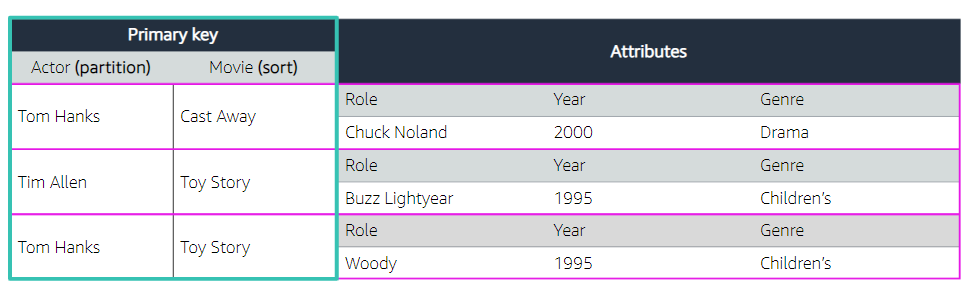 Primary key
Attributes
Actor (partition) Movie (sort)
Tom Hanks Cast Away
Role Year Genre
Chuck Noland 2000 Drama
Tim Allen Toy Story
Role Year Genre
Buzz Lightyear 1995 Children’s
Tom Hanks Toy Story
Role Year Genre
Woody 1995 Children’s